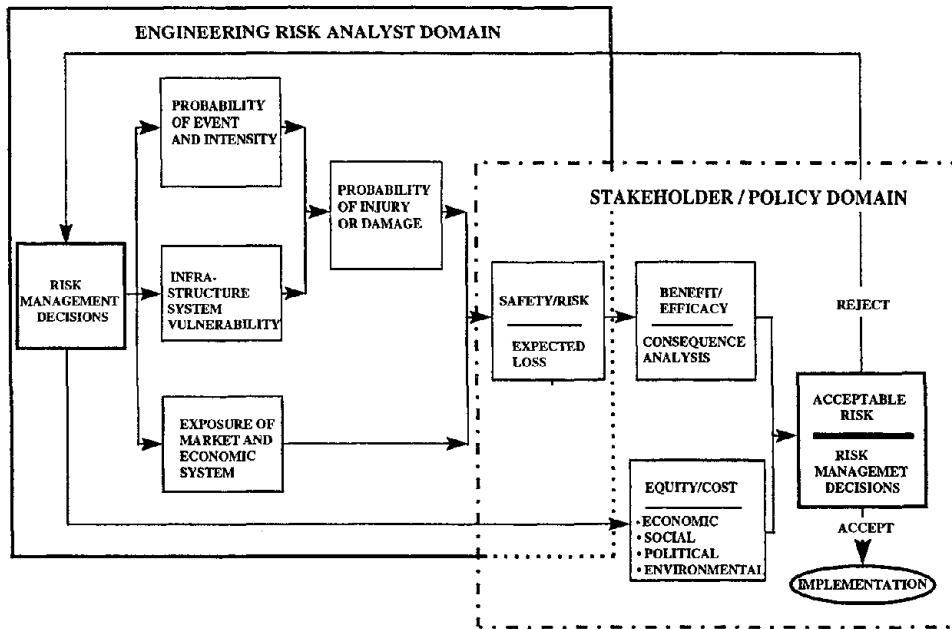 ENGINEERING RISK ANALYST DOMAIN
PROBABILITY
OF EVENT
AND INTENSITY
PROBABILITY
OF INJURY
OR DAMAGE
STAKEHOLDER / POLICY DOMAIN
RISK
MANAGEMENT
DECISIONS
INFRA-
STRUCTURE
SYSTEM
VULNERABILITY
SAFETY/RISK
EXPECTED
LOSS
BENEFIT/
EFFICACY
CONSEQUENCE
ANALYSIS
REJECT
EXPOSURE OF
MARKET AND
ECONOMIC
SYSTEM
ACCEPTABLE
RISK
RISK
MANAGEMET
DECISIONS
EQUITY/COST
• ECONOMIC
• SOCIAL
• POLITICAL
• ENVIRONMENTAL
ACCEPT
IMPLEMENTATION